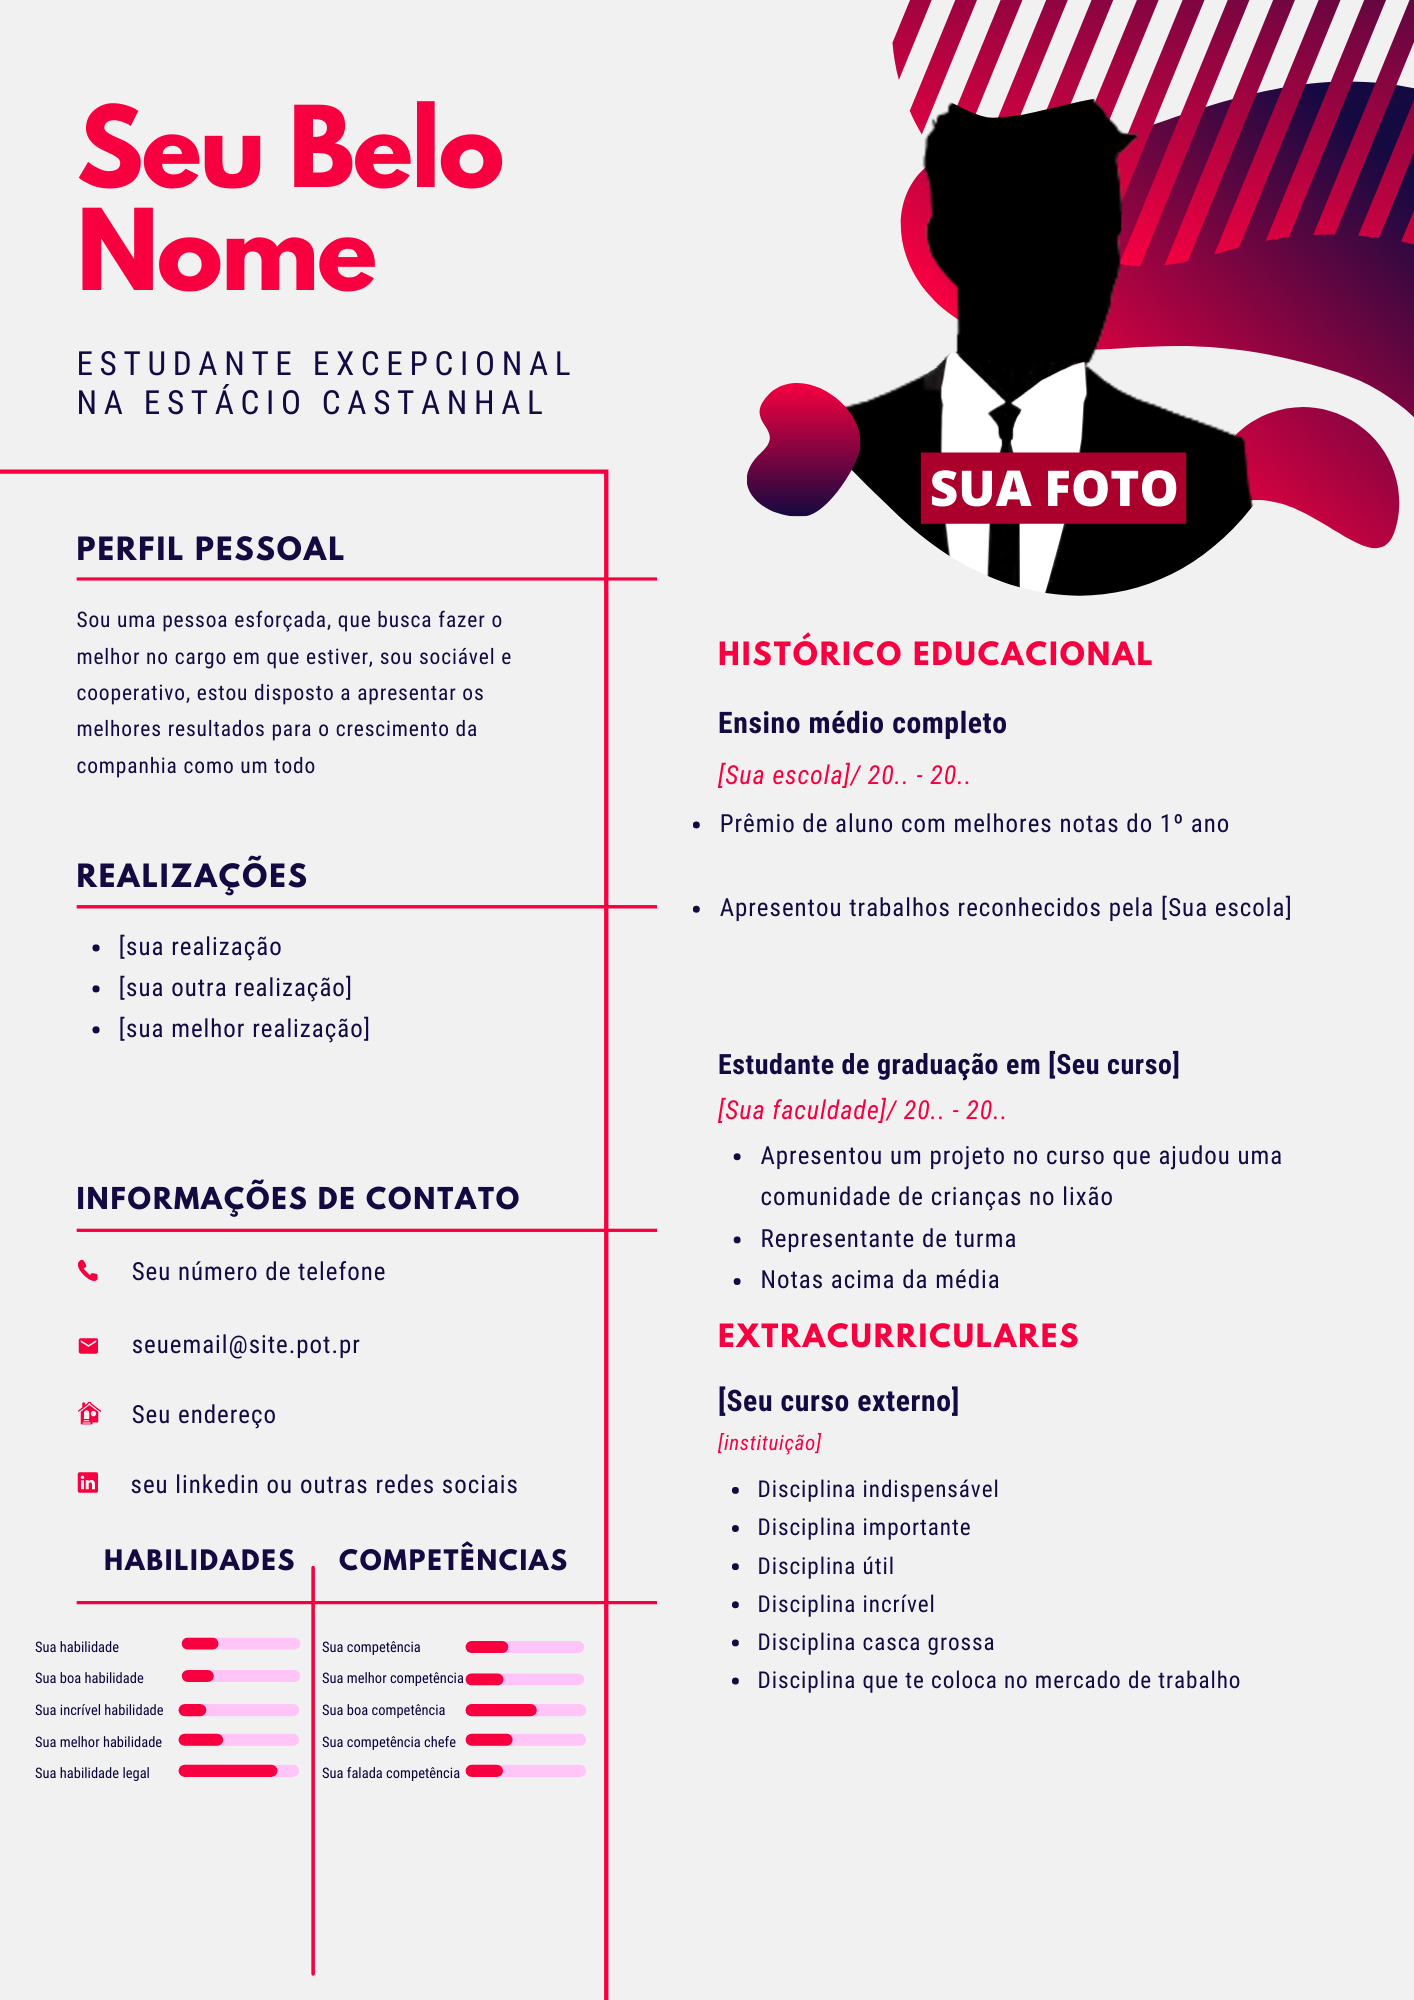 Seu Belo
Nome
ESTUDANTE EXCEPCIONAL
NA ESTÁCIO CASTANHAL
SUA FOTO
PERFIL PESSOAL
Sou uma pessoa esforçada, que busca fazer o
melhor no cargo em que estiver, sou sociável e
cooperativo, estou disposto a apresentar os
melhores resultados para o crescimento da
companhia como um todo
REALIZAÇÕES
• [sua realização
• [sua outra realização]
• [sua melhor realização]
INFORMAÇÕES DE CONTATO
Seu número de telefone
seuemail@site.pot.pr
Seu endereço
in seu linkedin ou outras redes sociais
HABILIDADES
Sua habilidade
Sua boa habilidade
Sua incrível habilidade
Sua melhor habilidade
Sua habilidade legal
COMPETÊNCIAS
Sua competência
Sua melhor competência
Sua boa competência
Sua competência chefe
Sua falada competência
HISTÓRICO EDUCACIONAL
Ensino médio completo
[Sua escola]/ 20.. - 20..
• Prêmio de aluno com melhores notas do 1º ano
• Apresentou trabalhos reconhecidos pela [Sua escola]
Estudante de graduação em [Seu curso]
[Sua faculdade]/ 20.. - 20..
• Apresentou um projeto no curso que ajudou uma
comunidade de crianças no lixão
• Representante de turma
• Notas acima da média
EXTRACURRICULARES
[Seu curso externo]
[instituição]
• Disciplina indispensável
• Disciplina importante
• Disciplina útil
• Disciplina incrível
• Disciplina casca grossa
• Disciplina que te coloca no mercado de trabalho